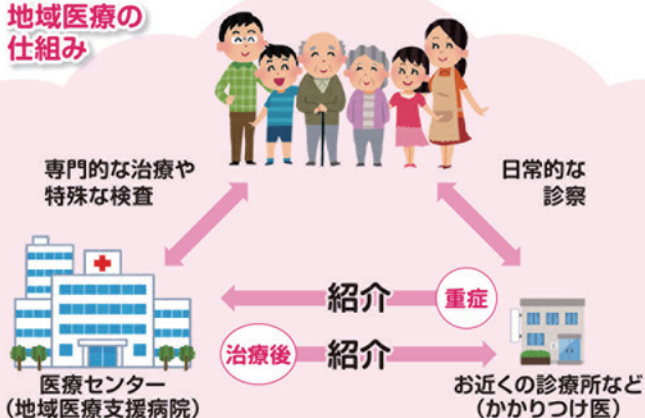 地域医療の
仕組み
専門的な治療や
特殊な検査
日常的な
診察
紹介
重症
治療後
紹介
医療センター
(地域医療支援病院)
お近くの診療所など
(かかりつけ医)